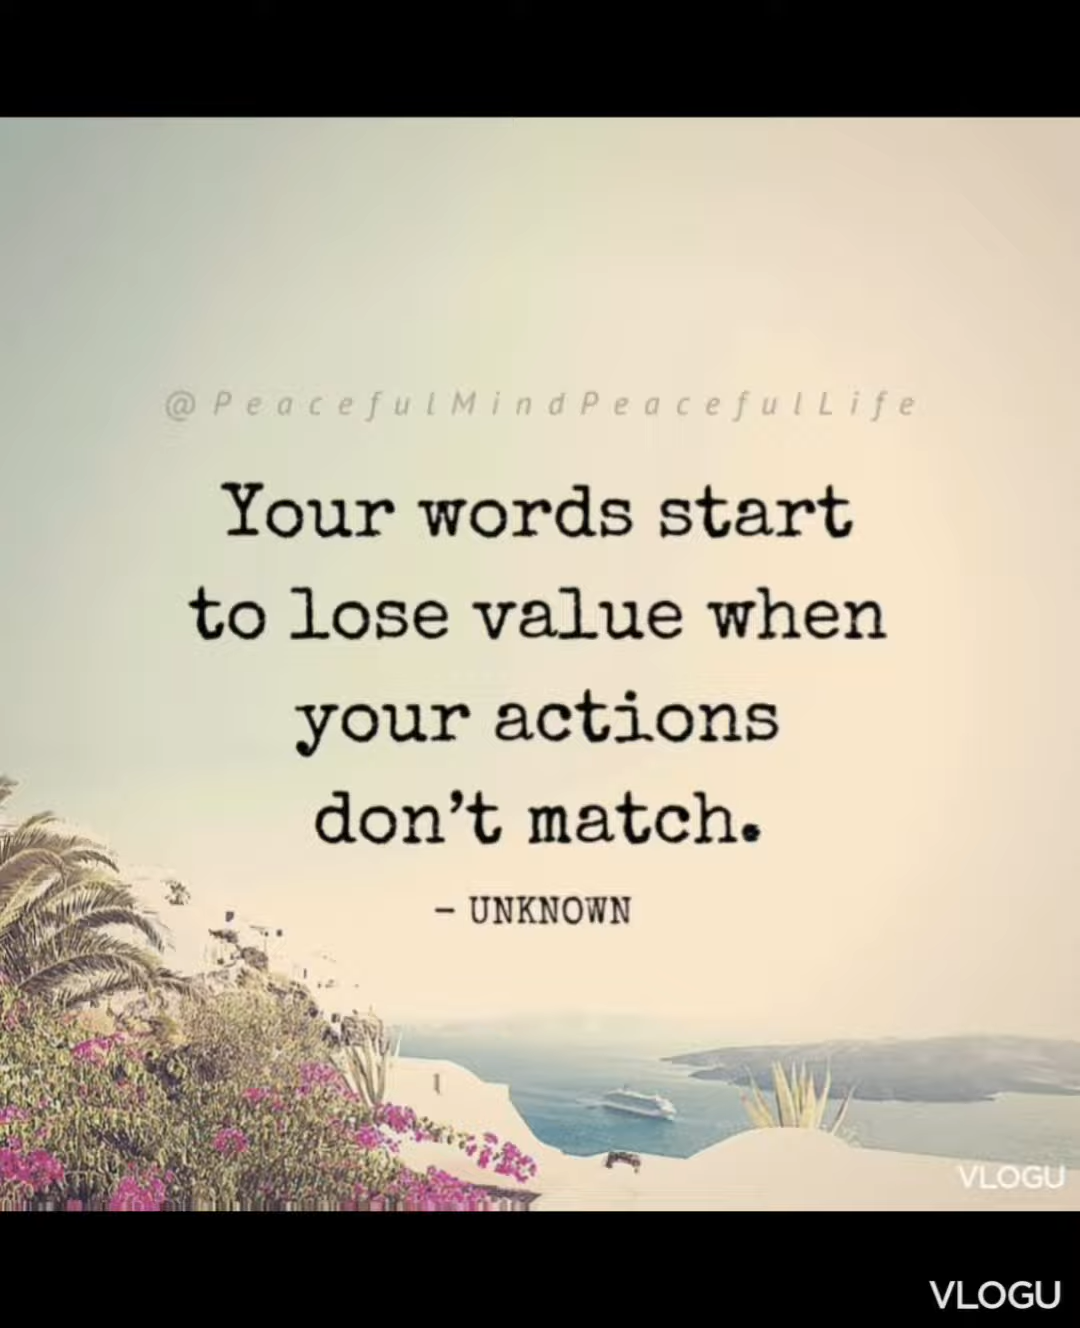 @PeacefulMindPeacefulLife
Your words start
to lose value when
your actions
don’t match.
– UNKNOWN
VLOGU
VLOGU